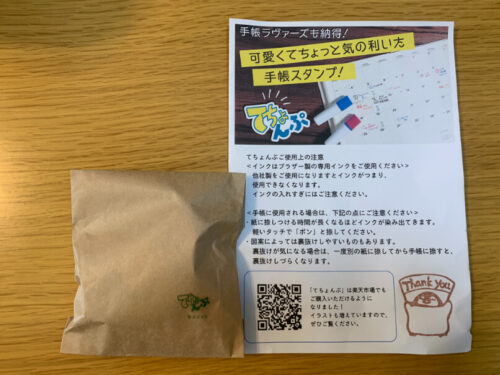 手帳ラヴァーズも納得!
可愛くてちょっと気の利い方
手帳スタンプ!
てちょんぷ
てちょんぷご使用上の注意
<インクはブラザー製の専用インクをご使用ください>
他社製をご使用になりますとインクがつまり、
使用できなくなります。
インクの入れすぎにはご注意ください。
<手帳に使用される場合は、下記の点にご注意ください>
・紙に捺しつける時間が長くなるほどインクが染み出てきます。
軽いタッチで「ポン」と捺してください。
・図案によっては裏抜けしやすいものもあります。
裏抜けが気になる場合は、一度別の紙に捺してから手帳に捺すと、
裏抜けしづらくなります。
「てちょんぷ」は楽天市場でも
ご購入いただけるように
なりました!
イラストも増えていますので、
ぜひご覧ください。
Thank you
てちょんぷ